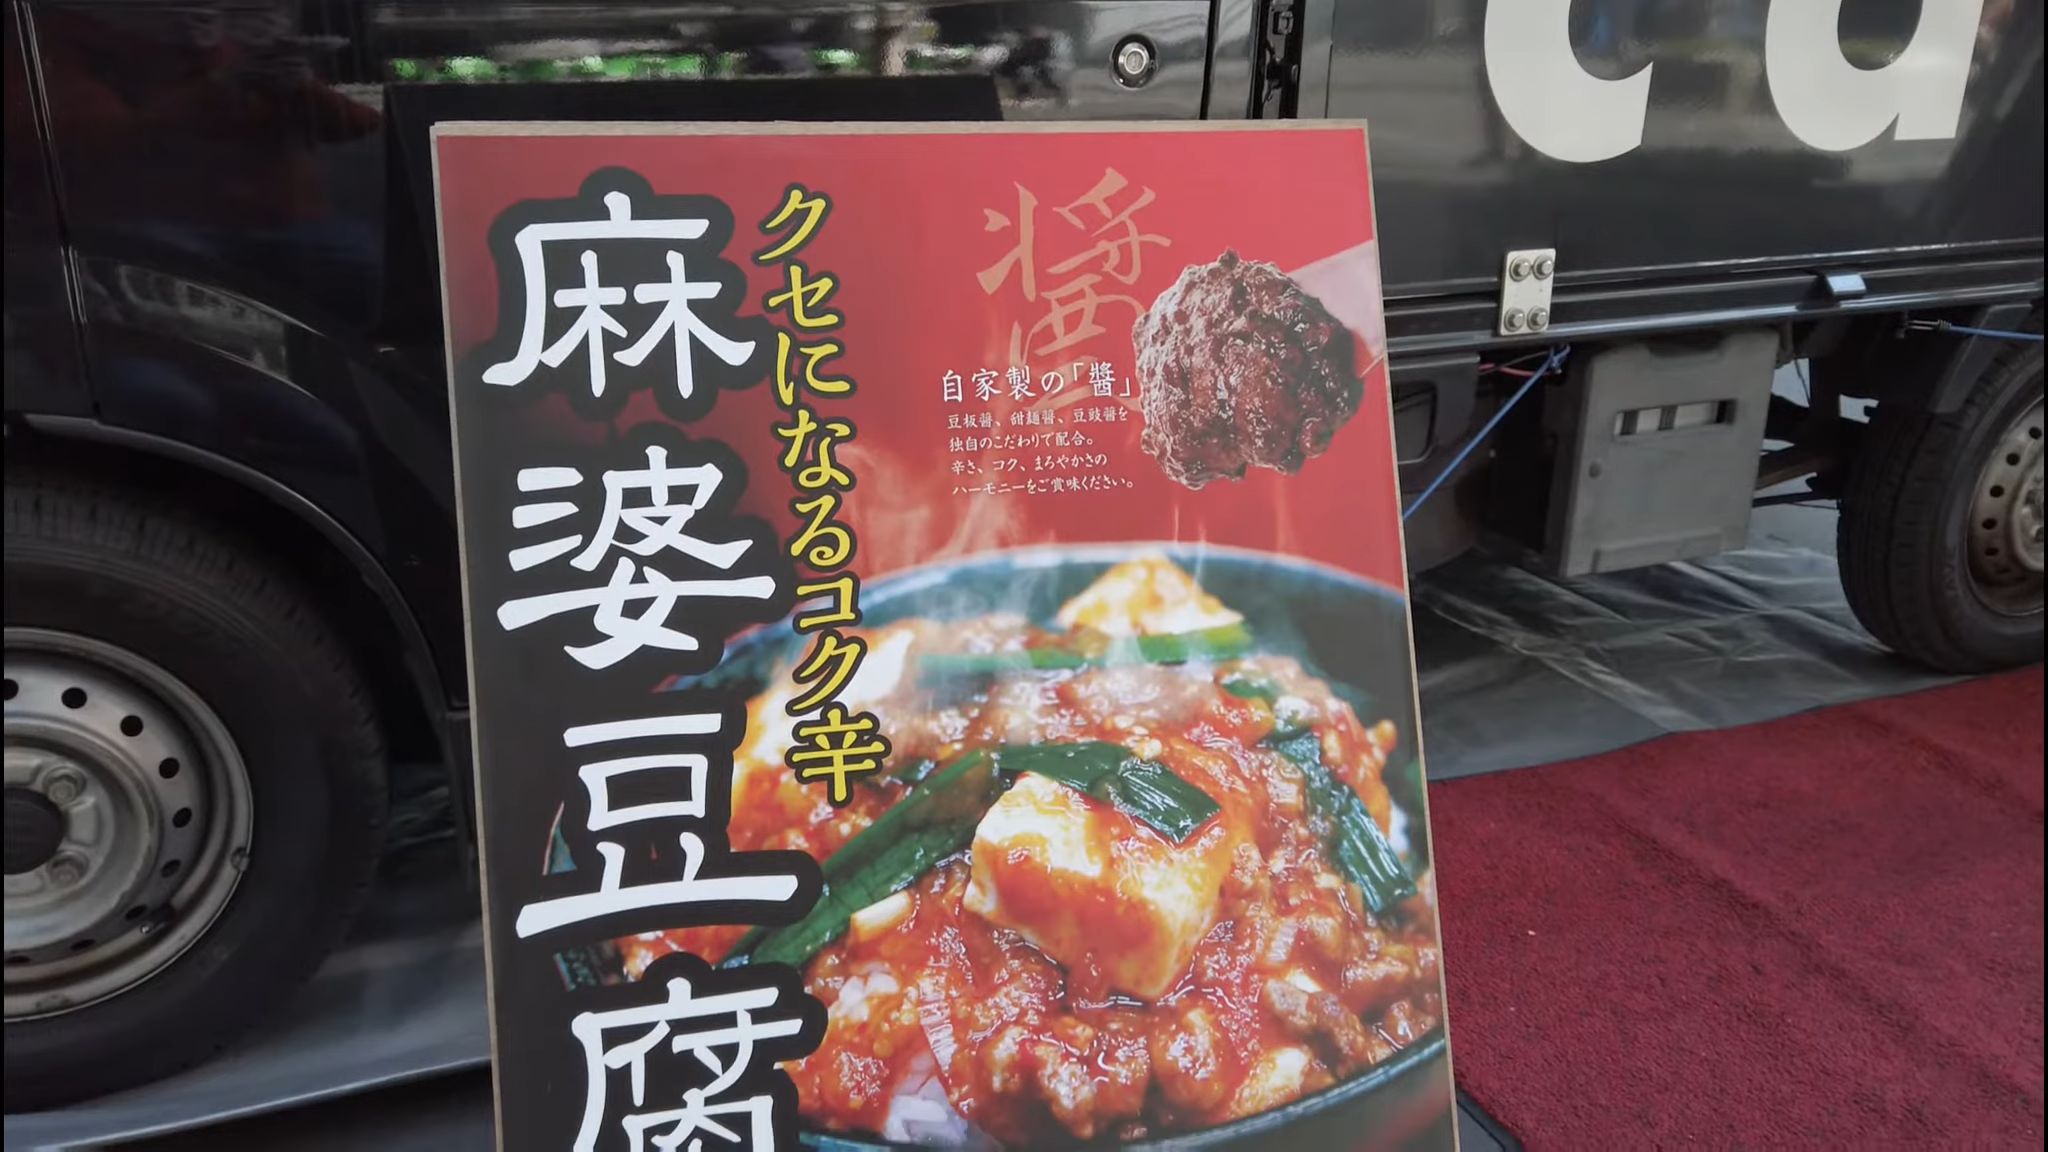 麻婆豆腐
クセになるコク辛
醤
自家製の「醬」
豆板醤、甜麺醤、豆豉醤を
独自のこだわりで配合。
辛さ、コク、まろやかさの
ハーモニーをご賞味ください。
ca